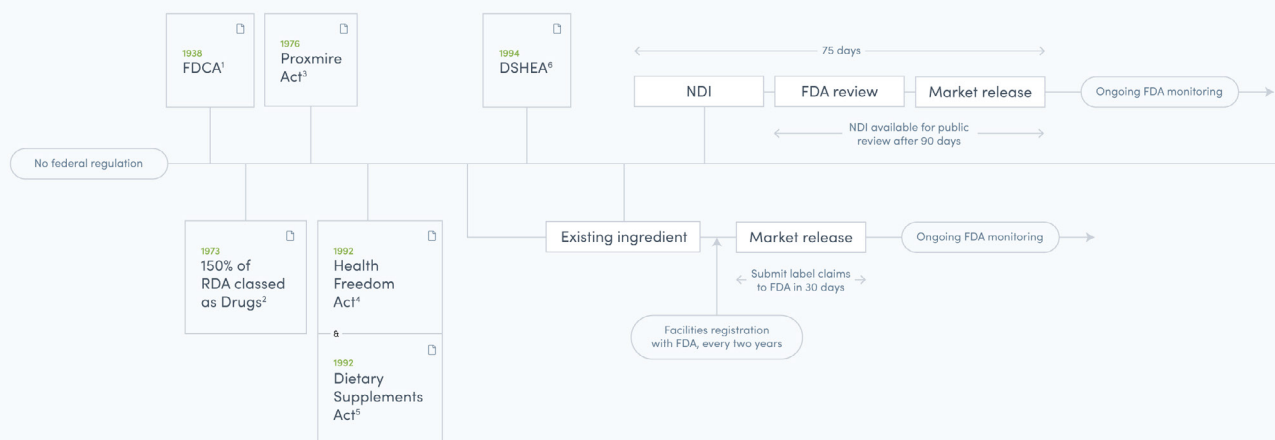 1938
FDCA¹
1976
Proxmire
Act³
1994
DSHEA⁶
75 days
NDI
FDA review
Market release
Ongoing FDA monitoring
NDI available for public
review after 90 days
No federal regulation
1973
150% of
RDA classed
as Drugs²
1992
Health
Freedom
Act⁴
&
1992
Dietary
Supplements
Act⁵
Existing ingredient
Market release
Ongoing FDA monitoring
Submit label claims
to FDA in 30 days
Facilities registration
with FDA, every two years